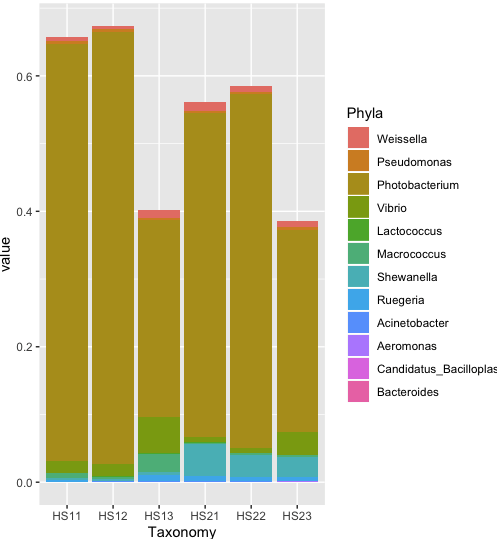 0.6
0.4
0.2
0.0
value
HS11 HS12 HS13 HS21 HS22 HS23
Taxonomy
Phyla
Weissella
Pseudomonas
Photobacterium
Vibrio
Lactococcus
Macrococcus
Shewanella
Ruegeria
Acinetobacter
Aeromonas
Candidatus_Bacilloplas
Bacteroides